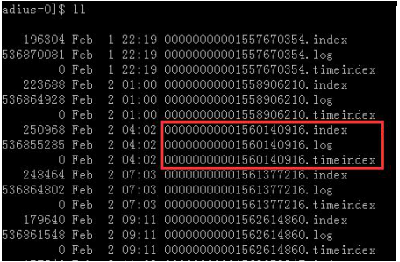 adius-0]$ ll
196304 Feb 1 22:19 00000000001557670354.index
536870081 Feb 1 22:19 00000000001557670354.log
0 Feb 1 22:19 00000000001557670354.timeindex
223688 Feb 2 01:00 00000000001558906210.index
536864928 Feb 2 01:00 00000000001558906210.log
0 Feb 2 01:00 00000000001558906210.timeindex
250968 Feb 2 04:02 00000000001560140916.index
536855285 Feb 2 04:02 00000000001560140916.log
0 Feb 2 04:02 00000000001560140916.timeindex
248464 Feb 2 07:03 00000000001561377216.index
536864802 Feb 2 07:03 00000000001561377216.log
0 Feb 2 07:03 00000000001561377216.timeindex
179640 Feb 2 09:11 00000000001562614860.index
536861548 Feb 2 09:11 00000000001562614860.log
0 Feb 2 09:11 00000000001562614860.timeindex